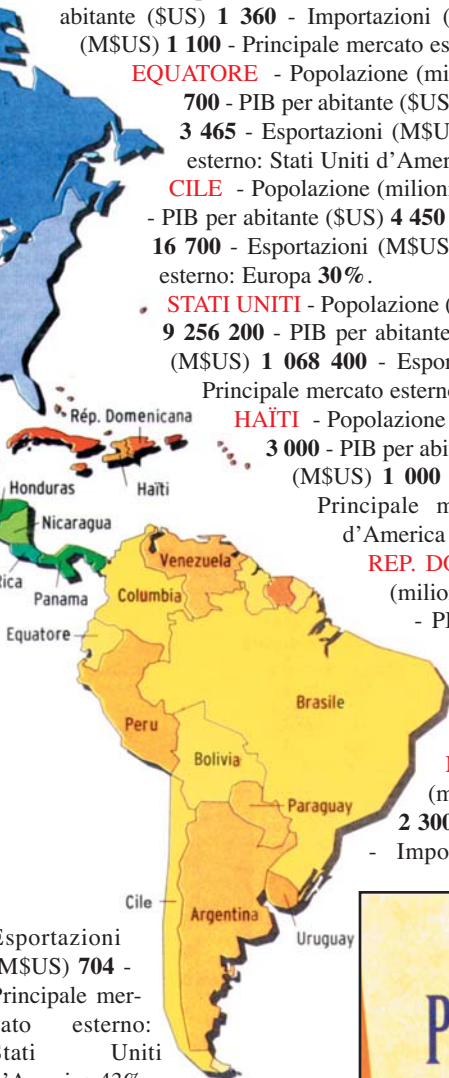 abitante ($US) 1 360 - Importazioni (
(M$US) 1 100 - Principale mercato es
EQUATORE - Popolazione (mi
700 - PIB per abitante ($US
3 465 - Esportazioni (M$U
esterno: Stati Uniti d'Amer
CILE - Popolazione (milioni
- PIB per abitante ($US) 4 450
16 700 - Esportazioni (M$US
esterno: Europa 30%.
STATI UNITI - Popolazione (
9 256 200 - PIB per abitante
(M$US) 1 068 400 - Espor
Principale mercato esterno
HAÏTI - Popolazione
3 000 - PIB per abi
(M$US) 1 000
Principale m
d'America
REP. DO
(milion
- PI
(m
2 300
- Impo
Rép. Domenicana
Haïti
Honduras
Nicaragua
Rica
Panama
Venezuela
Columbia
Equatore
Brasile
Peru
Bolivia
Paraguay
Cile
Argentina
Uruguay
Esportazioni
(M$US) 704 -
Principale mer-
cato esterno:
Stati Uniti
P